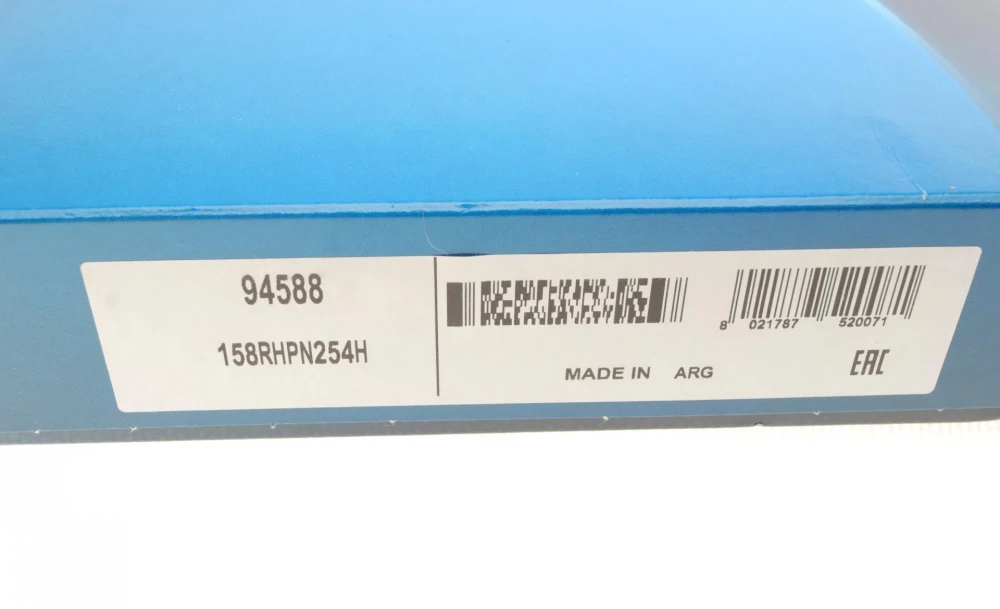 94588
158RHPN254H
8 021787 520071
MADE IN ARG
EAC